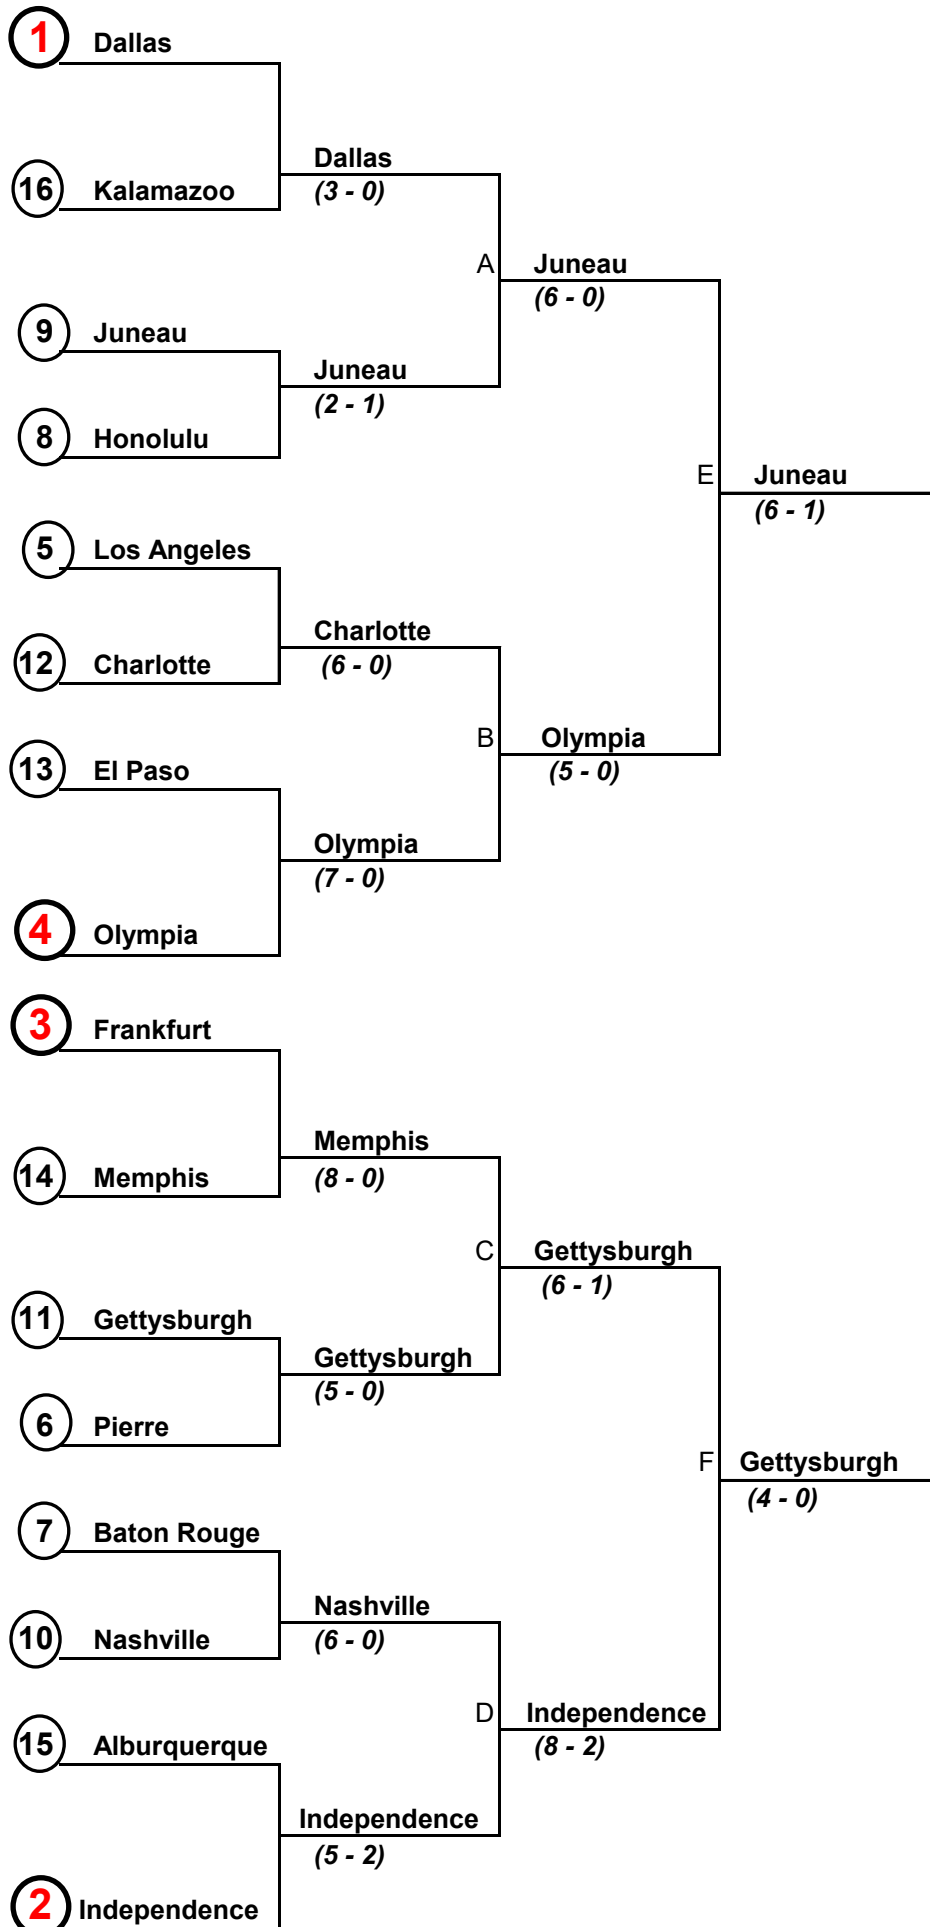 1 Dallas
Dallas
16 Kalamazoo
(3 - 0)
A Juneau
(6 - 0)
9 Juneau
Juneau
(2 - 1)
8 Honolulu
E Juneau
(6 - 1)
5 Los Angeles
Charlotte
12 Charlotte
(6 - 0)
B Olympia
13 El Paso
(5 - 0)
Olympia
(7 - 0)
4 Olympia
3 Frankfurt
Memphis
14 Memphis
(8 - 0)
C Gettysburgh
(6 - 1)
11 Gettysburgh
Gettysburgh
(5 - 0)
6 Pierre
F Gettysburgh
(4 - 0)
7 Baton Rouge
Nashville
10 Nashville
(6 - 0)
D Independence
15 Alburquerque
(8 - 2)
Independence
(5 - 2)
2 Independence